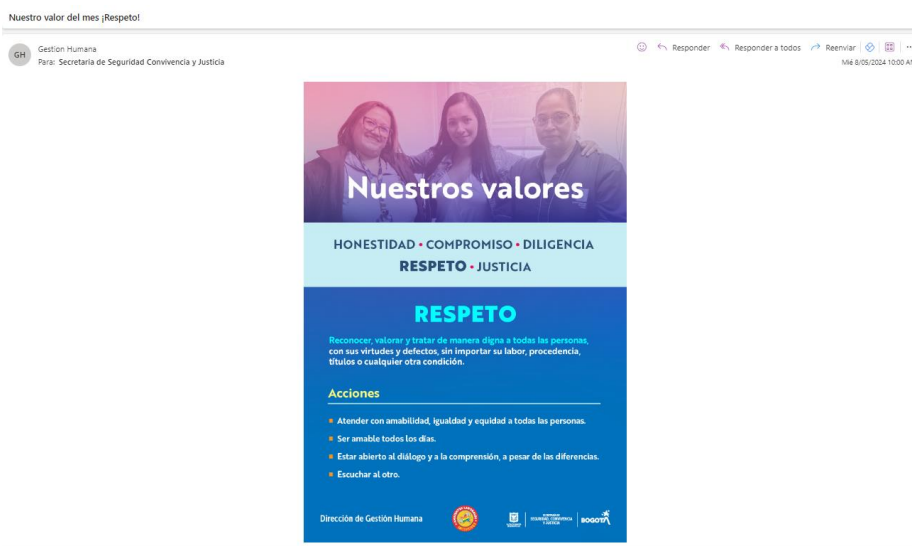 Nuestro valor del mes ¡Respeto!
GH
Gestion Humana
Para: Secretaria de Seguridad Convivencia y Justicia
Responder
Responder a todos
Reenviar
Mié 8/05/2024 10:00 AM
Nuestros valores
HONESTIDAD • COMPROMISO • DILIGENCIA
RESPETO • JUSTICIA
RESPETO
Reconocer, valorar y tratar de manera digna a todas las personas,
con sus virtudes y defectos, sin importar su labor, procedencia,
títulos o cualquier otra condición.
Acciones
Atender con amabilidad, igualdad y equidad a todas las personas.
Ser amable todos los días.
Estar abierto al diálogo y a la comprensión, a pesar de las diferencias.
Escuchar al otro.
Dirección de Gestión Humana
SEGURIDAD, CONVIVENCIA
Y JUSTICIA
BOGOTÁ